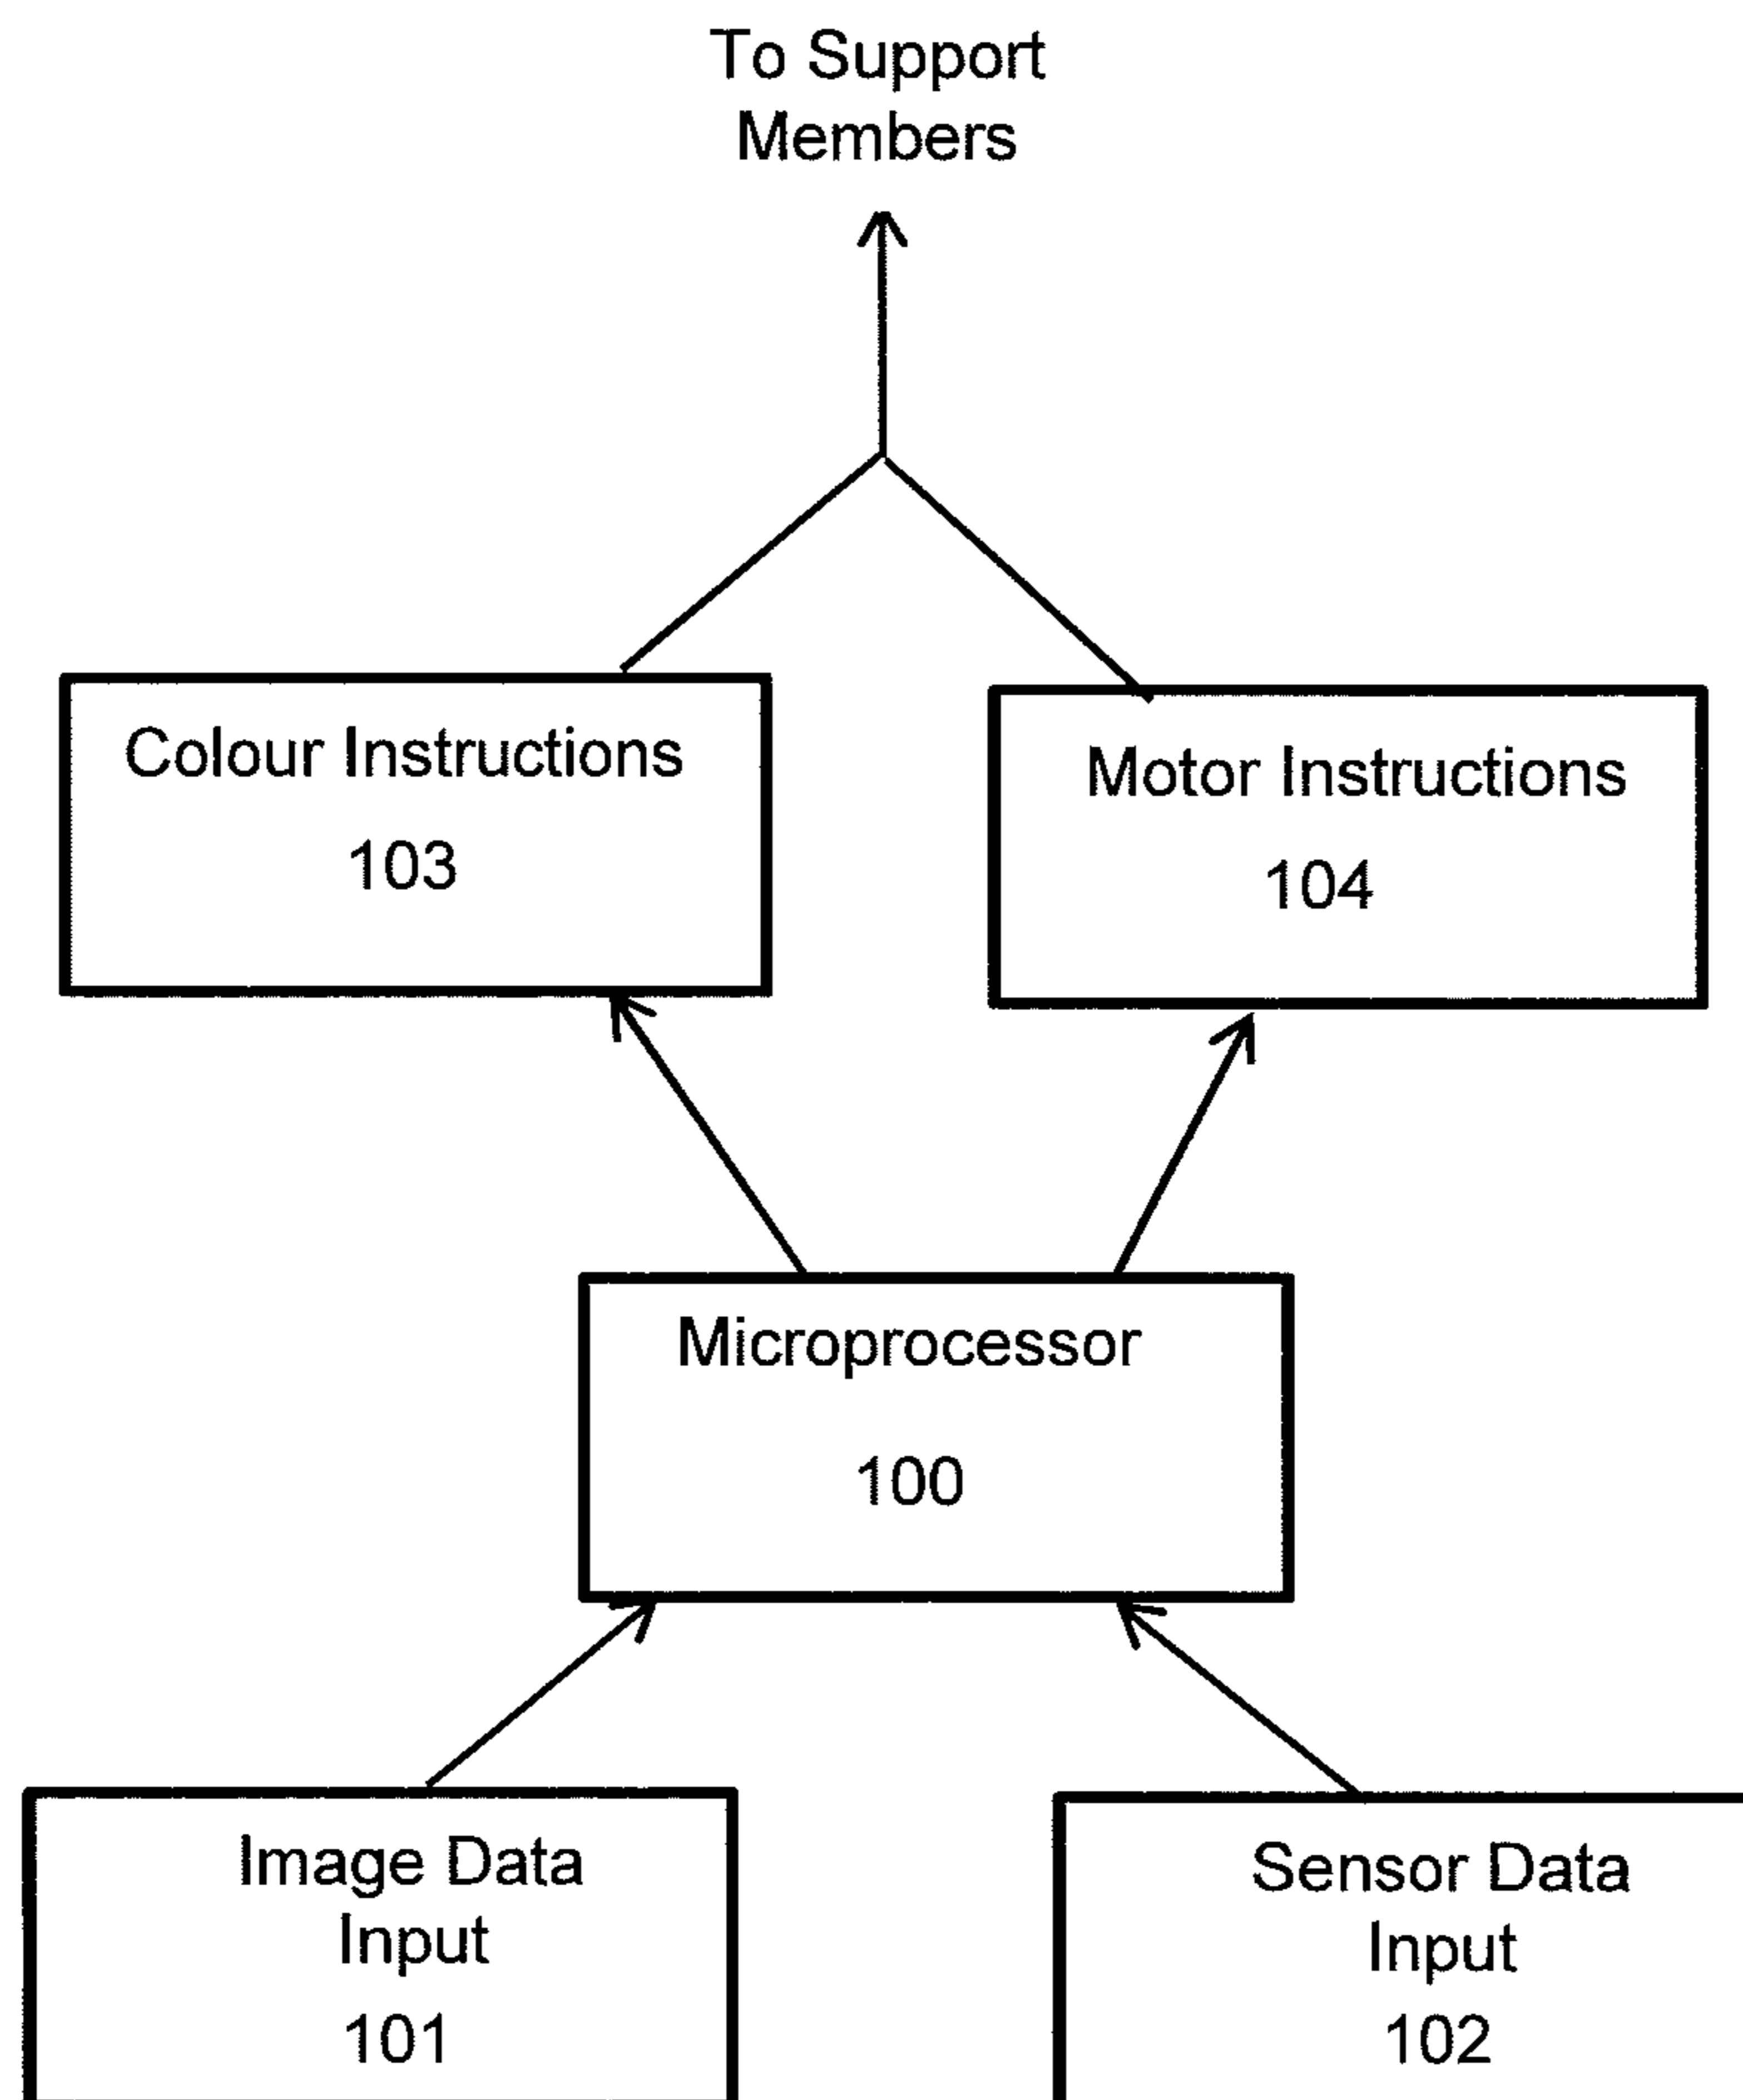 To Support
Members
Colour Instructions
103
Motor Instructions
104
Microprocessor
100
Image Data
Input
101
Sensor Data
Input
102